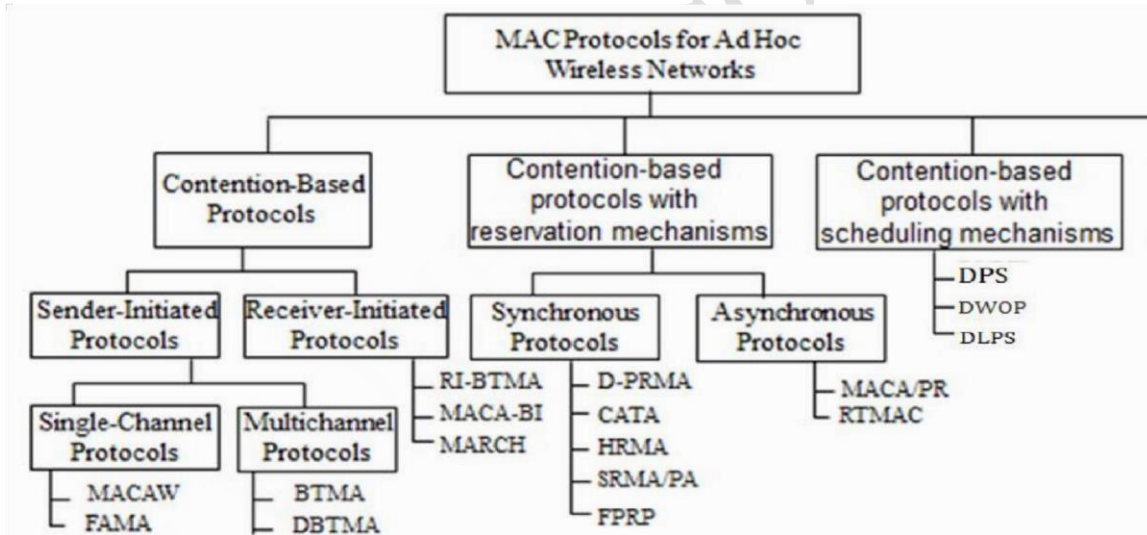 MAC Protocols for Ad Hoc
Wireless Networks
Contention-Based
Protocols
Contention-based
protocols with
reservation mechanisms
Contention-based
protocols with
scheduling mechanisms
Sender-Initiated
Protocols
Receiver-Initiated
Protocols
Synchronous
Protocols
Asynchronous
Protocols
DPS
DWOP
DLPS
Single-Channel
Protocols
Multichannel
Protocols
RI-BTMA
MACA-BI
MARCH
D-PRMA
CATA
HRMA
SRMA/PA
FPRP
MACA/PR
RTMAC
MACAW
FAMA
BTMA
DBTMA